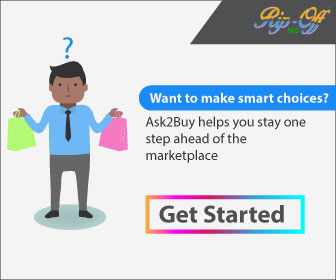 Rip-Off
NO
?
Want to make smart choices?
Ask2Buy helps you stay one
step ahead of the
marketplace
Get Started